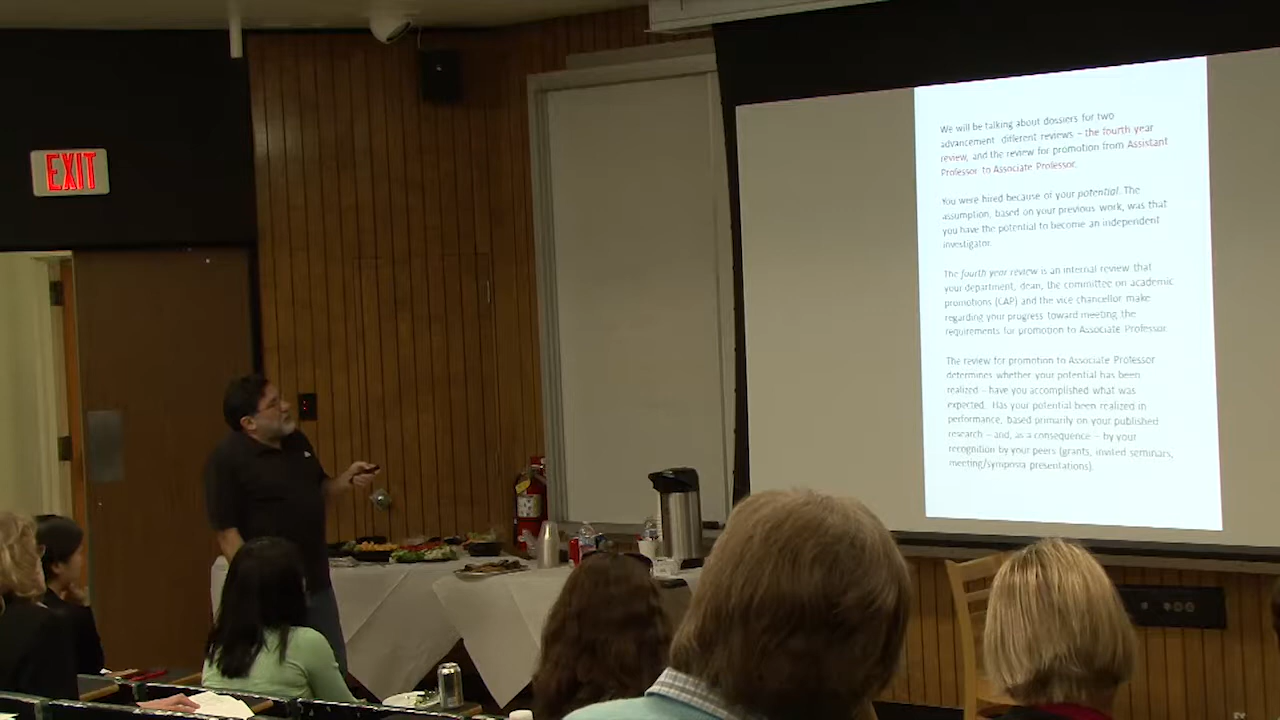 EXIT
We will be talking about dossiers for two
advancement different reviews – the fourth year
review, and the review for promotion from Assistant
Professor to Associate Professor.
You were hired because of your potential. The
assumption, based on your previous work, was that
you have the potential to become an independent
investigator.
The fourth year review is an internal review that
your department, dean, the committee on academic
promotions (CAP) and the vice chancellor make
regarding your progress toward meeting the
requirements for promotion to Associate Professor.
The review for promotion to Associate Professor
determines whether your potential has been
realized – have you accomplished what was
expected. Has your potential been realized in
performance, based primarily on your published
research – and, as a consequence – by your
recognition by your peers (grants, invited seminars,
meeting/symposia presentations).